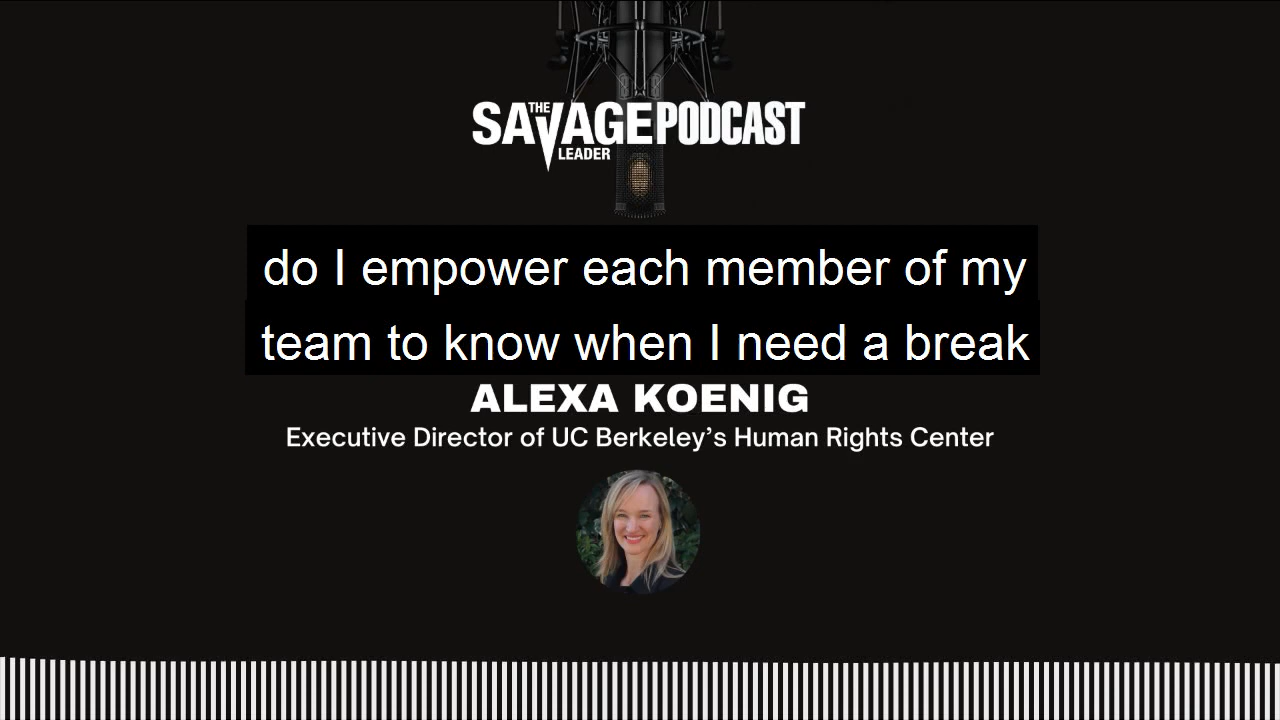 THE
SAVAGE PODCAST
LEADER
do I empower each member of my
team to know when I need a break
ALEXA KOENIG
Executive Director of UC Berkeley’s Human Rights Center